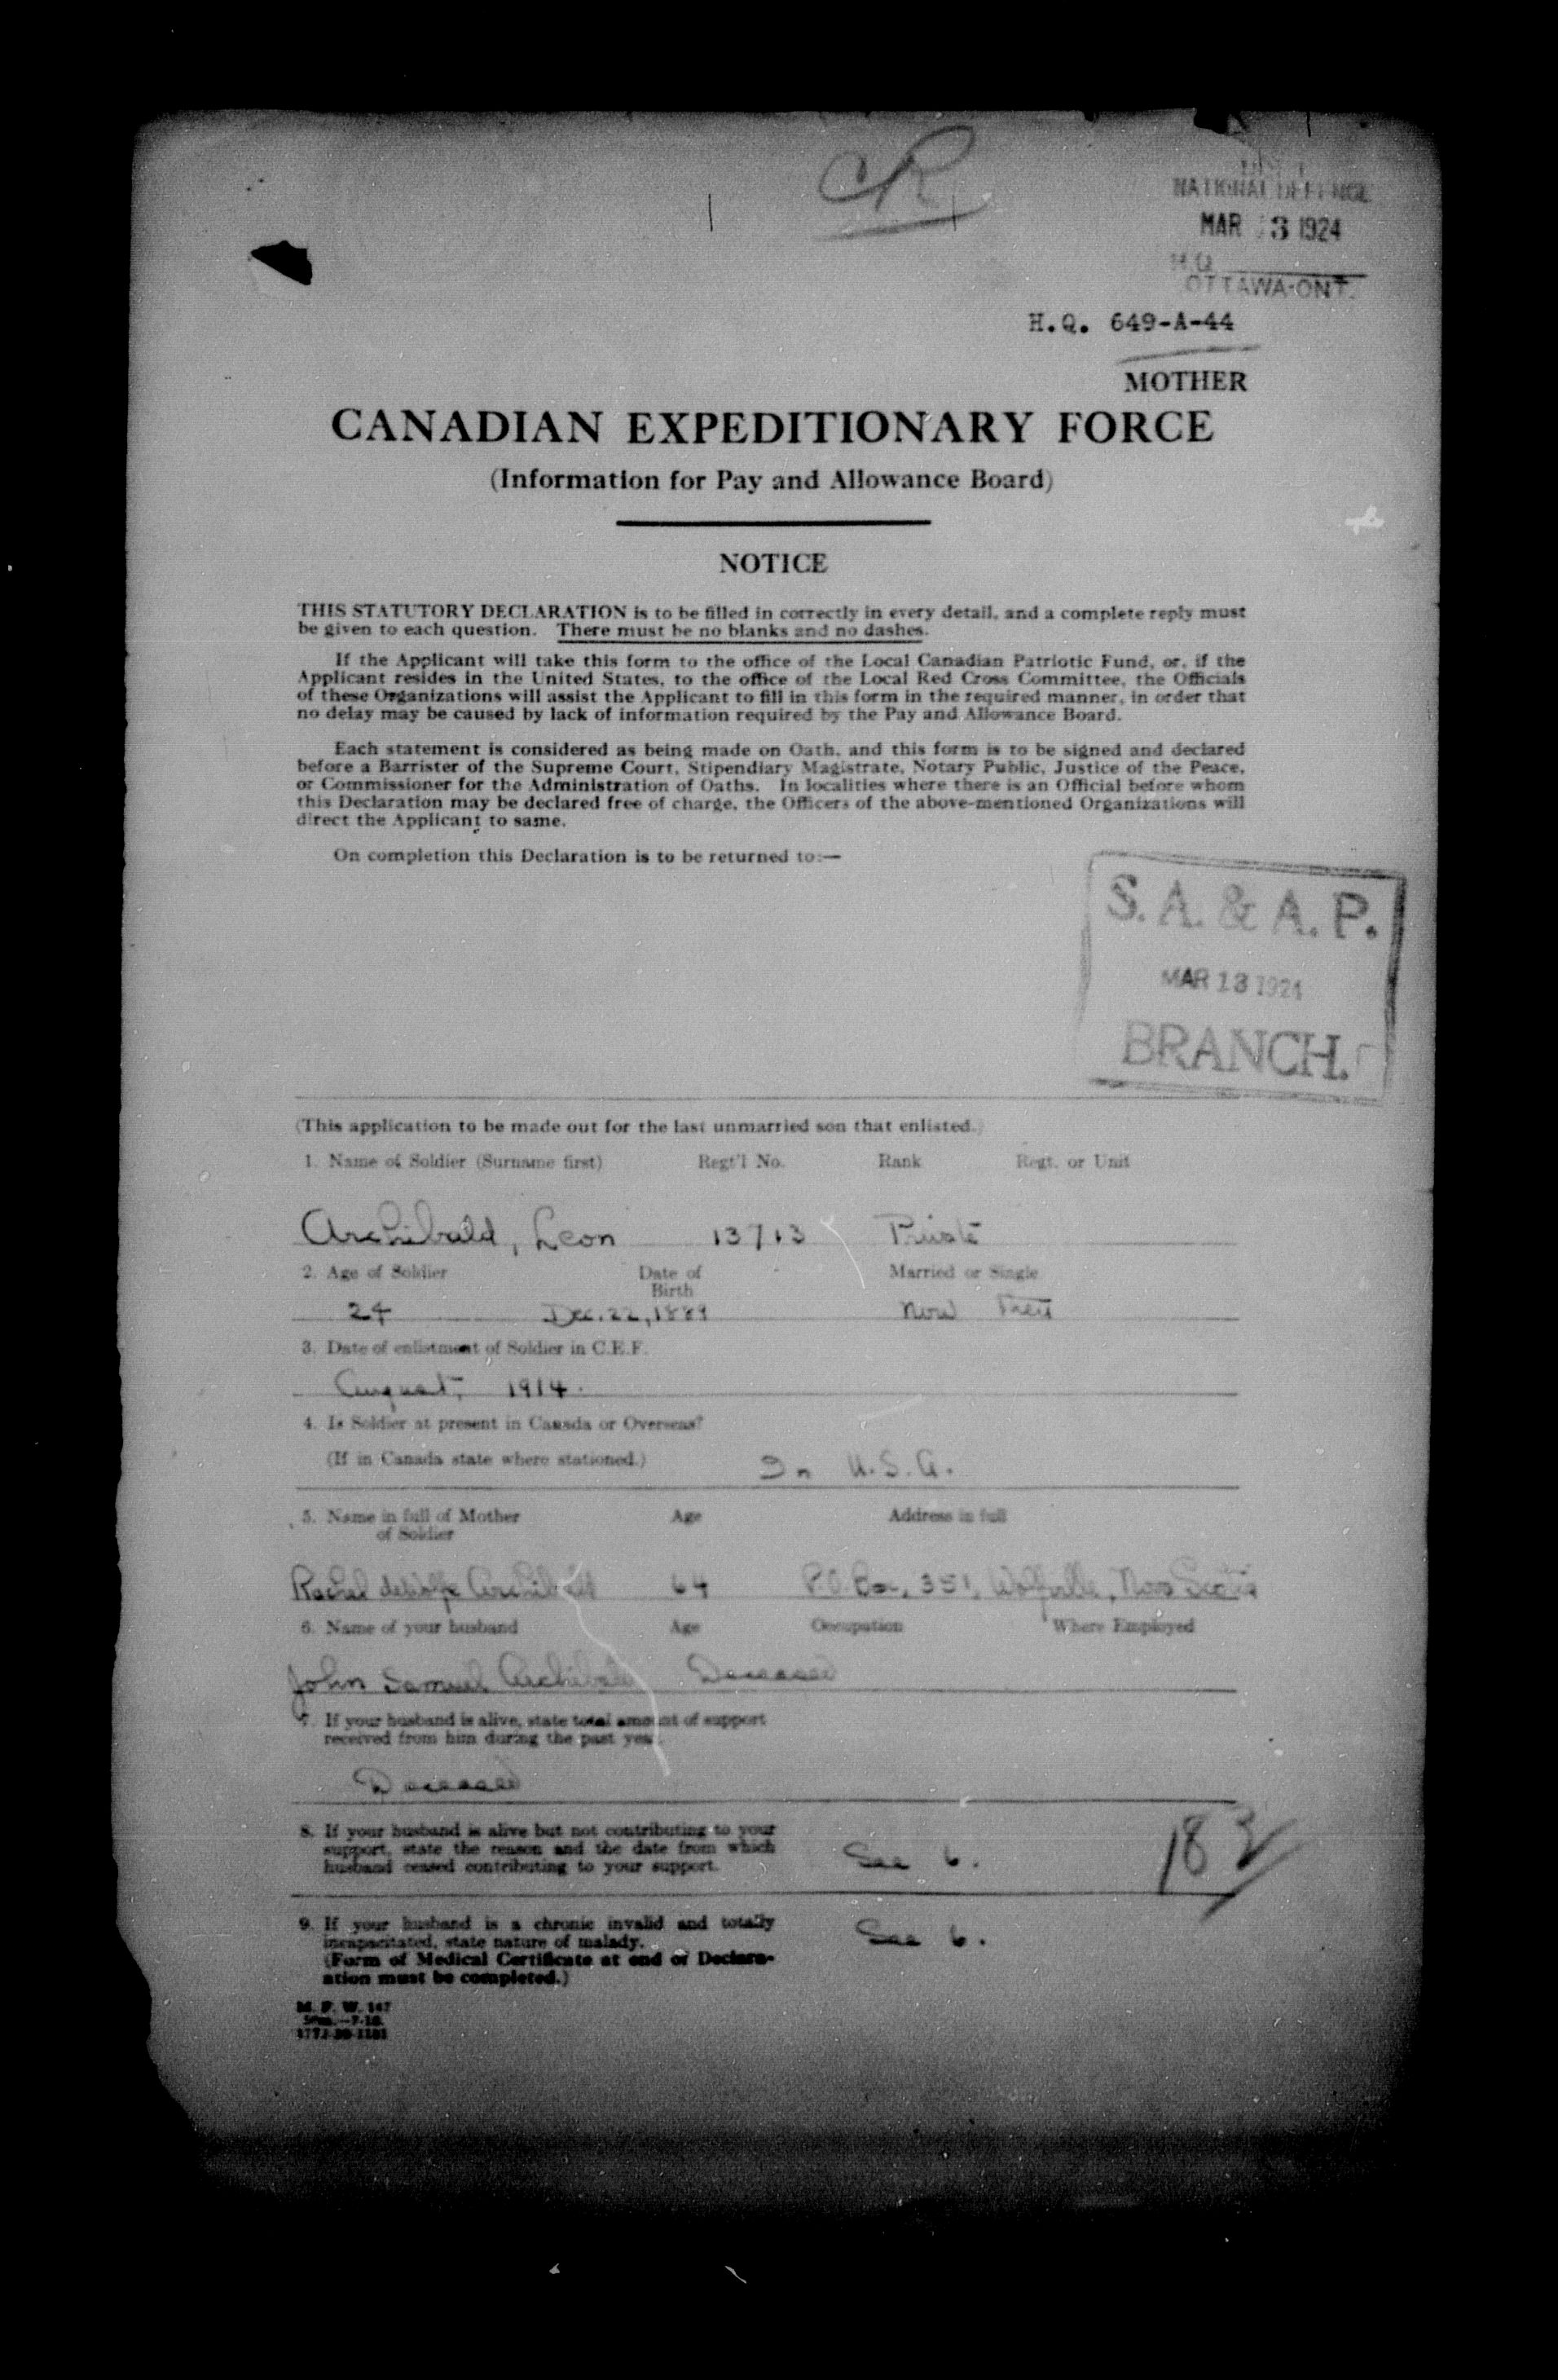 CR
NATIONAL DEFENCE
MAR 3 1924
H.Q.
OTTAWA-ONT.
H.Q. 649-A-44
MOTHER
CANADIAN EXPEDITIONARY FORCE
(Information for Pay and Allowance Board)
NOTICE
THIS STATUTORY DECLARATION is to be filled in correctly in every detail, and a complete reply must
be given to each question. There must be no blanks and no dashes.
If the Applicant will take this form to the office of the Local Canadian Patriotic Fund, or, if the
Applicant resides in the United States, to the office of the Local Red Cross Committee, the Officials
of these Organizations will assist the Applicant to fill in this form in the required manner, in order that
no delay may be caused by lack of information required by the Pay and Allowance Board.
Each statement is considered as being made on Oath, and this form is to be signed and declared
before a Barrister of the Supreme Court, Stipendiary Magistrate, Notary Public, Justice of the Peace,
or Commissioner for the Administration of Oaths. In localities where there is an Official before whom
this Declaration may be declared free of charge, the Officers of the above-mentioned Organizations will
direct the Applicant to same.
On completion this Declaration is to be returned to:—
S. A. & A. P.
MAR 13 1924
BRANCH.
(This application to be made out for the last unmarried son that enlisted.)
1. Name of Soldier (Surname first) Regt'l No. Rank Regt. or Unit
Archibald, Leon 13713 Private
2. Age of Soldier Date of Birth Married or Single
24 Dec. 22, 1889 Now
3. Date of enlistment of Soldier in C.E.F.
August, 1914.
4. Is Soldier at present in Canada or Overseas?
(If in Canada state where stationed.) In U.S.A.
5. Name in full of Mother of Soldier Age Address in full
Rachel deWolfe Archibald 64 P.O. Box, 351, Wolfville, Nova Scotia
6. Name of your husband Age Occupation Where Employed
John Samuel Archibald Deceased
7. If your husband is alive, state total amount of support
received from him during the past year.
Deceased
8. If your husband is alive but not contributing to your
support, state the reason and the date from which
husband ceased contributing to your support. See 6.
9. If your husband is a chronic invalid and totally
incapacitated, state nature of malady. See 6.
(Form of Medical Certificate at end of Declar-
ation must be completed.)
M. F. W. 147